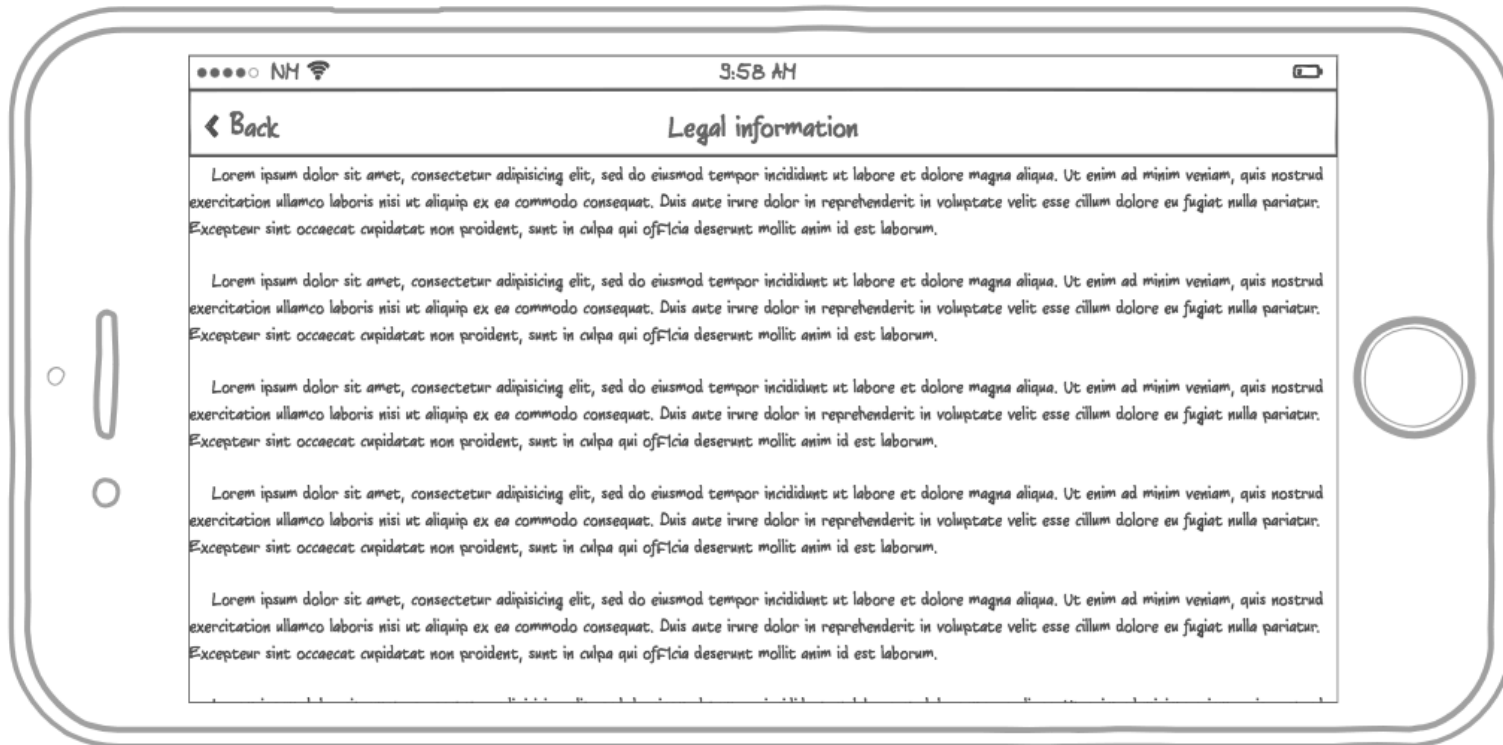 NM 9:58 AM
Back Legal information
Lorem ipsum dolor sit amet, consectetur adipisicing elit, sed do eiusmod tempor incididunt ut labore et dolore magna aliqua. Ut enim ad minim veniam, quis nostrud
exercitation ullamco laboris nisi ut aliquip ex ea commodo consequat. Duis aute irure dolor in reprehenderit in voluptate velit esse cillum dolore eu fugiat nulla pariatur.
Excepteur sint occaecat cupidatat non proident, sunt in culpa qui officia deserunt mollit anim id est laborum.
Lorem ipsum dolor sit amet, consectetur adipisicing elit, sed do eiusmod tempor incididunt ut labore et dolore magna aliqua. Ut enim ad minim veniam, quis nostrud
exercitation ullamco laboris nisi ut aliquip ex ea commodo consequat. Duis aute irure dolor in reprehenderit in voluptate velit esse cillum dolore eu fugiat nulla pariatur.
Excepteur sint occaecat cupidatat non proident, sunt in culpa qui officia deserunt mollit anim id est laborum.
Lorem ipsum dolor sit amet, consectetur adipisicing elit, sed do eiusmod tempor incididunt ut labore et dolore magna aliqua. Ut enim ad minim veniam, quis nostrud
exercitation ullamco laboris nisi ut aliquip ex ea commodo consequat. Duis aute irure dolor in reprehenderit in voluptate velit esse cillum dolore eu fugiat nulla pariatur.
Excepteur sint occaecat cupidatat non proident, sunt in culpa qui officia deserunt mollit anim id est laborum.
Lorem ipsum dolor sit amet, consectetur adipisicing elit, sed do eiusmod tempor incididunt ut labore et dolore magna aliqua. Ut enim ad minim veniam, quis nostrud
exercitation ullamco laboris nisi ut aliquip ex ea commodo consequat. Duis aute irure dolor in reprehenderit in voluptate velit esse cillum dolore eu fugiat nulla pariatur.
Excepteur sint occaecat cupidatat non proident, sunt in culpa qui officia deserunt mollit anim id est laborum.
Lorem ipsum dolor sit amet, consectetur adipisicing elit, sed do eiusmod tempor incididunt ut labore et dolore magna aliqua. Ut enim ad minim veniam, quis nostrud
exercitation ullamco laboris nisi ut aliquip ex ea commodo consequat. Duis aute irure dolor in reprehenderit in voluptate velit esse cillum dolore eu fugiat nulla pariatur.
Excepteur sint occaecat cupidatat non proident, sunt in culpa qui officia deserunt mollit anim id est laborum.